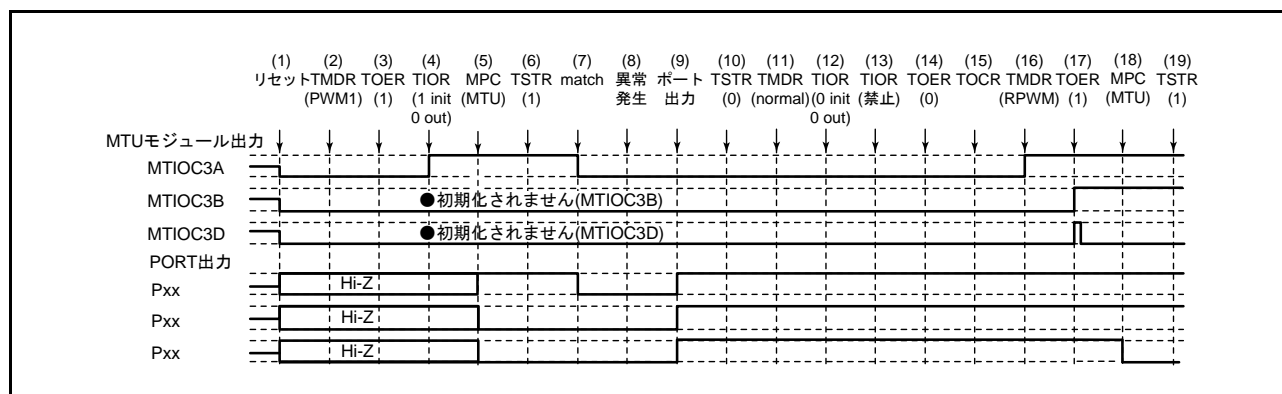 (1) (2) (3) (4) (5) (6) (7) (8) (9) (10) (11) (12) (13) (14) (15) (16) (17) (18) (19)
リセット TMDR TOER TIOR MPC TSTR match 異常 ポート TSTR TMDR TIOR TIOR TOER TOCR TMDR TOER MPC TSTR
(PWM1) (1) (1 init (MTU) (1) 発生 出力 (0) (normal) (0 init (禁止) (0) (RPWM) (1) (MTU) (1)
0 out) 0 out)
MTUモジュール出力
MTIOC3A
MTIOC3B ●初期化されません(MTIOC3B)
MTIOC3D ●初期化されません(MTIOC3D)
PORT出力
Pxx Hi-Z
Pxx Hi-Z
Pxx Hi-Z